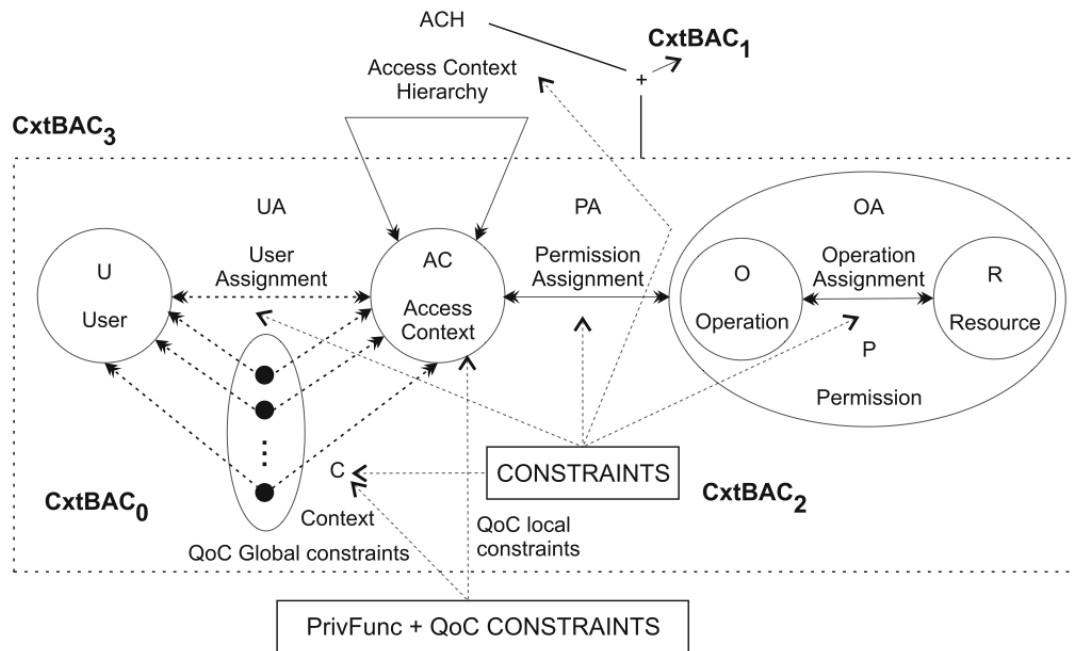 ACH
CxtBAC1
Access Context
Hierarchy
+
CxtBAC3
UA
PA
OA
U
User
Assignment
AC
Permission
Assignment
O
Operation
Assignment
R
User
Access
Context
Operation
Resource
P
Permission
C
CONSTRAINTS
CxtBAC0
CxtBAC2
Context
QoC local
constraints
QoC Global constraints
PrivFunc + QoC CONSTRAINTS